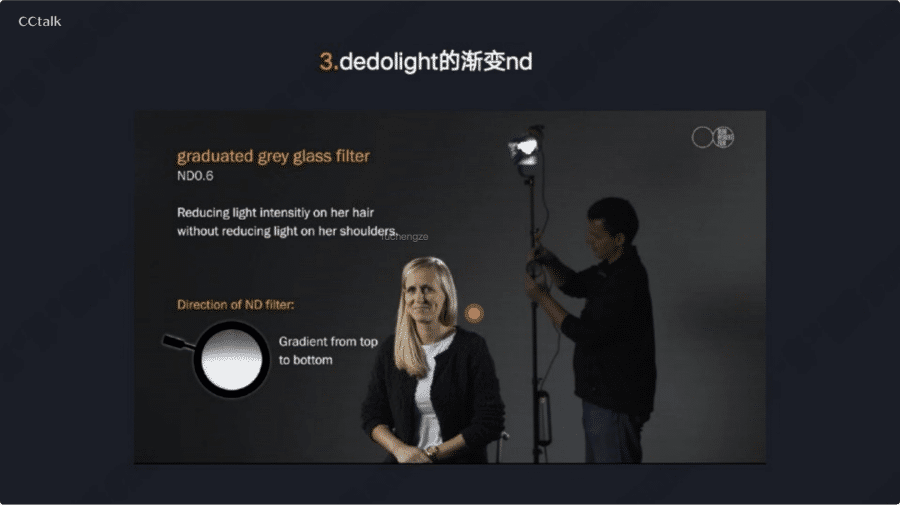 CCtalk
3.dedolight的渐变nd
graduated grey glass filter
ND0.6
Reducing light intensitiy on her hair
without reducing light on her shoulders.
Direction of ND filter:
Gradient from top
to bottom